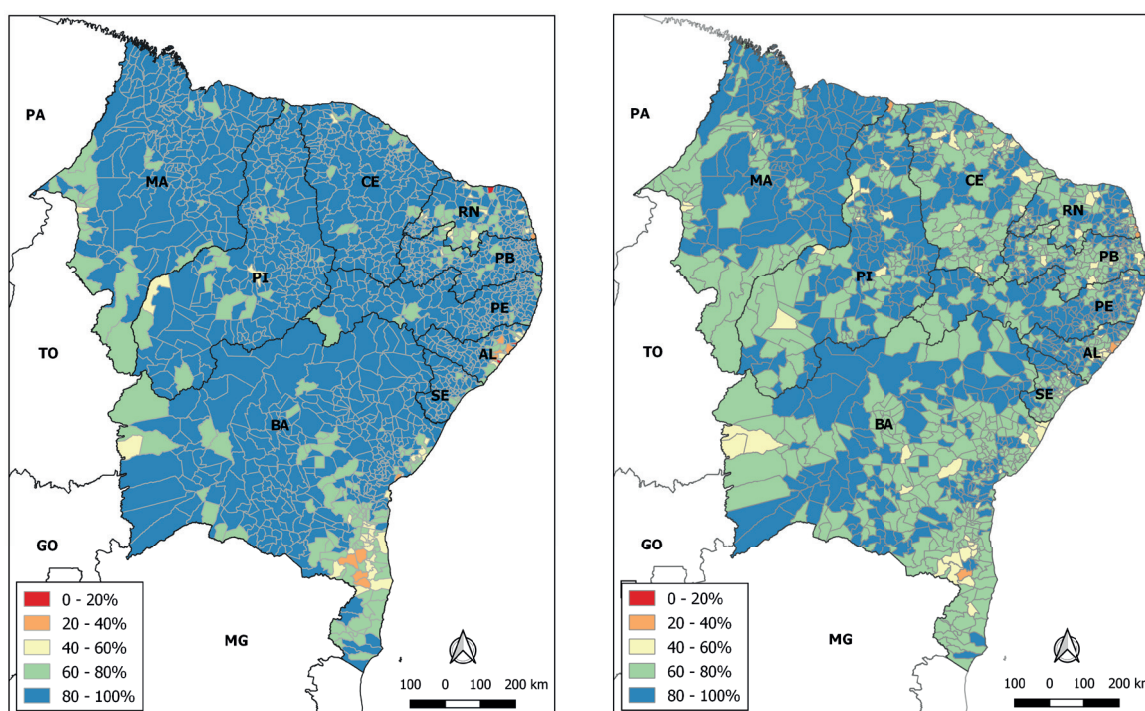 PA
MA
CE
RN
PB
PI
PE
TO
AL
SE
BA
GO
MG
0 - 20%
20 - 40%
40 - 60%
60 - 80%
80 - 100%
100 0 100 200 km
PA
MA
CE
RN
PB
PI
PE
TO
AL
SE
BA
GO
MG
0 - 20%
20 - 40%
40 - 60%
60 - 80%
80 - 100%
100 0 100 200 km